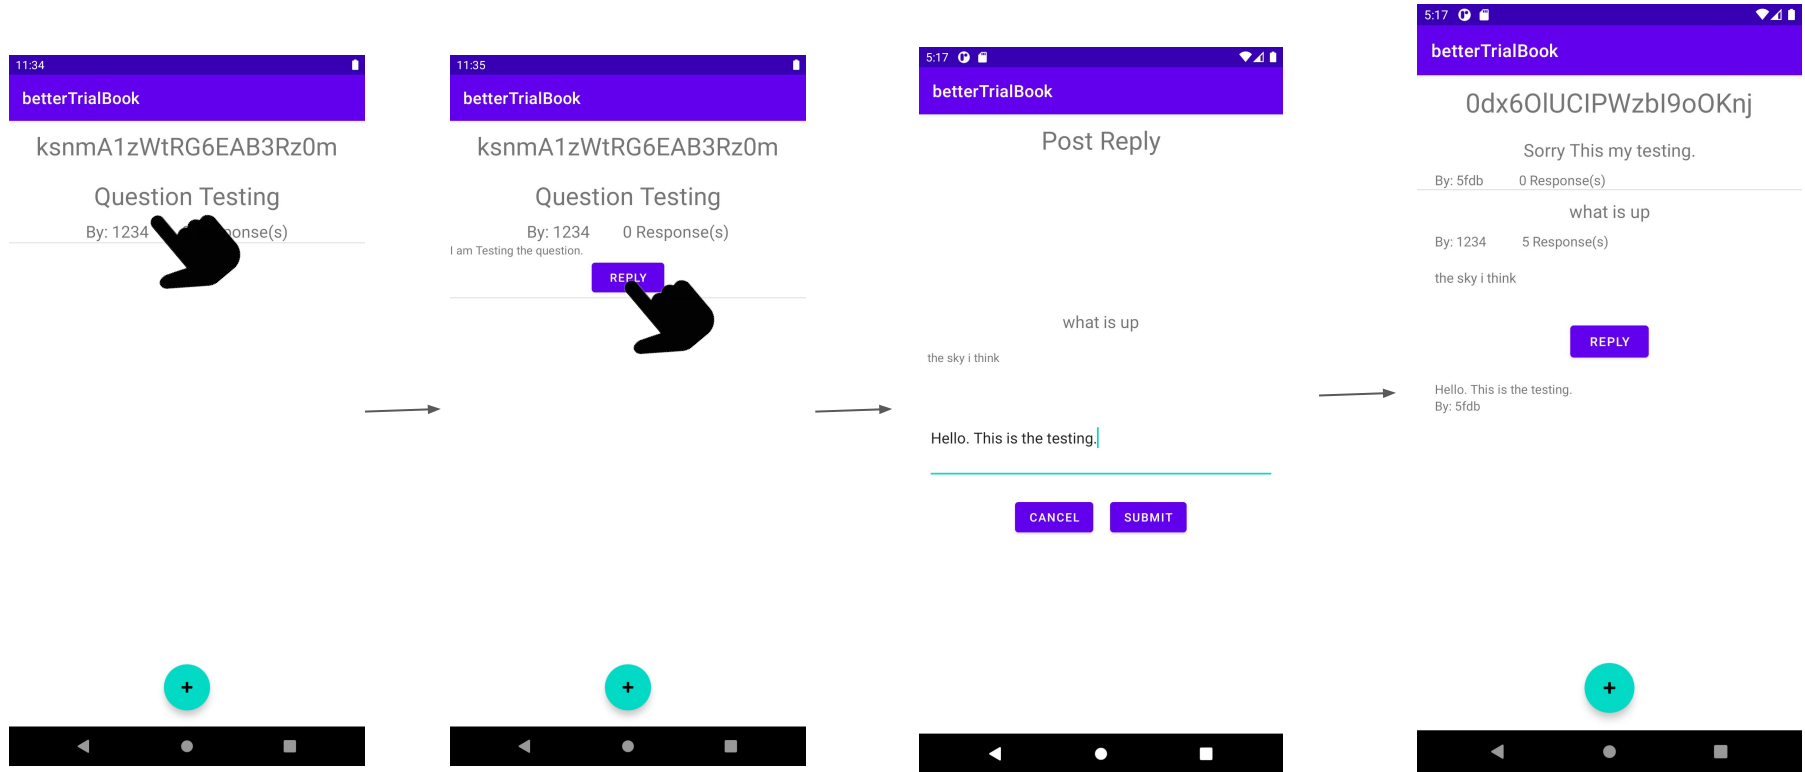 11:34
betterTrialBook
ksnmA1zWtRG6EAB3Rz0m
Question Testing
By: 1234 onse(s)
11:35
betterTrialBook
ksnmA1zWtRG6EAB3Rz0m
Question Testing
By: 1234 0 Response(s)
I am Testing the question.
REPLY
5:17
betterTrialBook
Post Reply
what is up
the sky i think
Hello. This is the testing.
CANCEL SUBMIT
5:17
betterTrialBook
0dx6OlUCIPWzbI9oOKnj
Sorry This my testing.
By: 5fdb 0 Response(s)
what is up
By: 1234 5 Response(s)
the sky i think
REPLY
Hello. This is the testing.
By: 5fdb